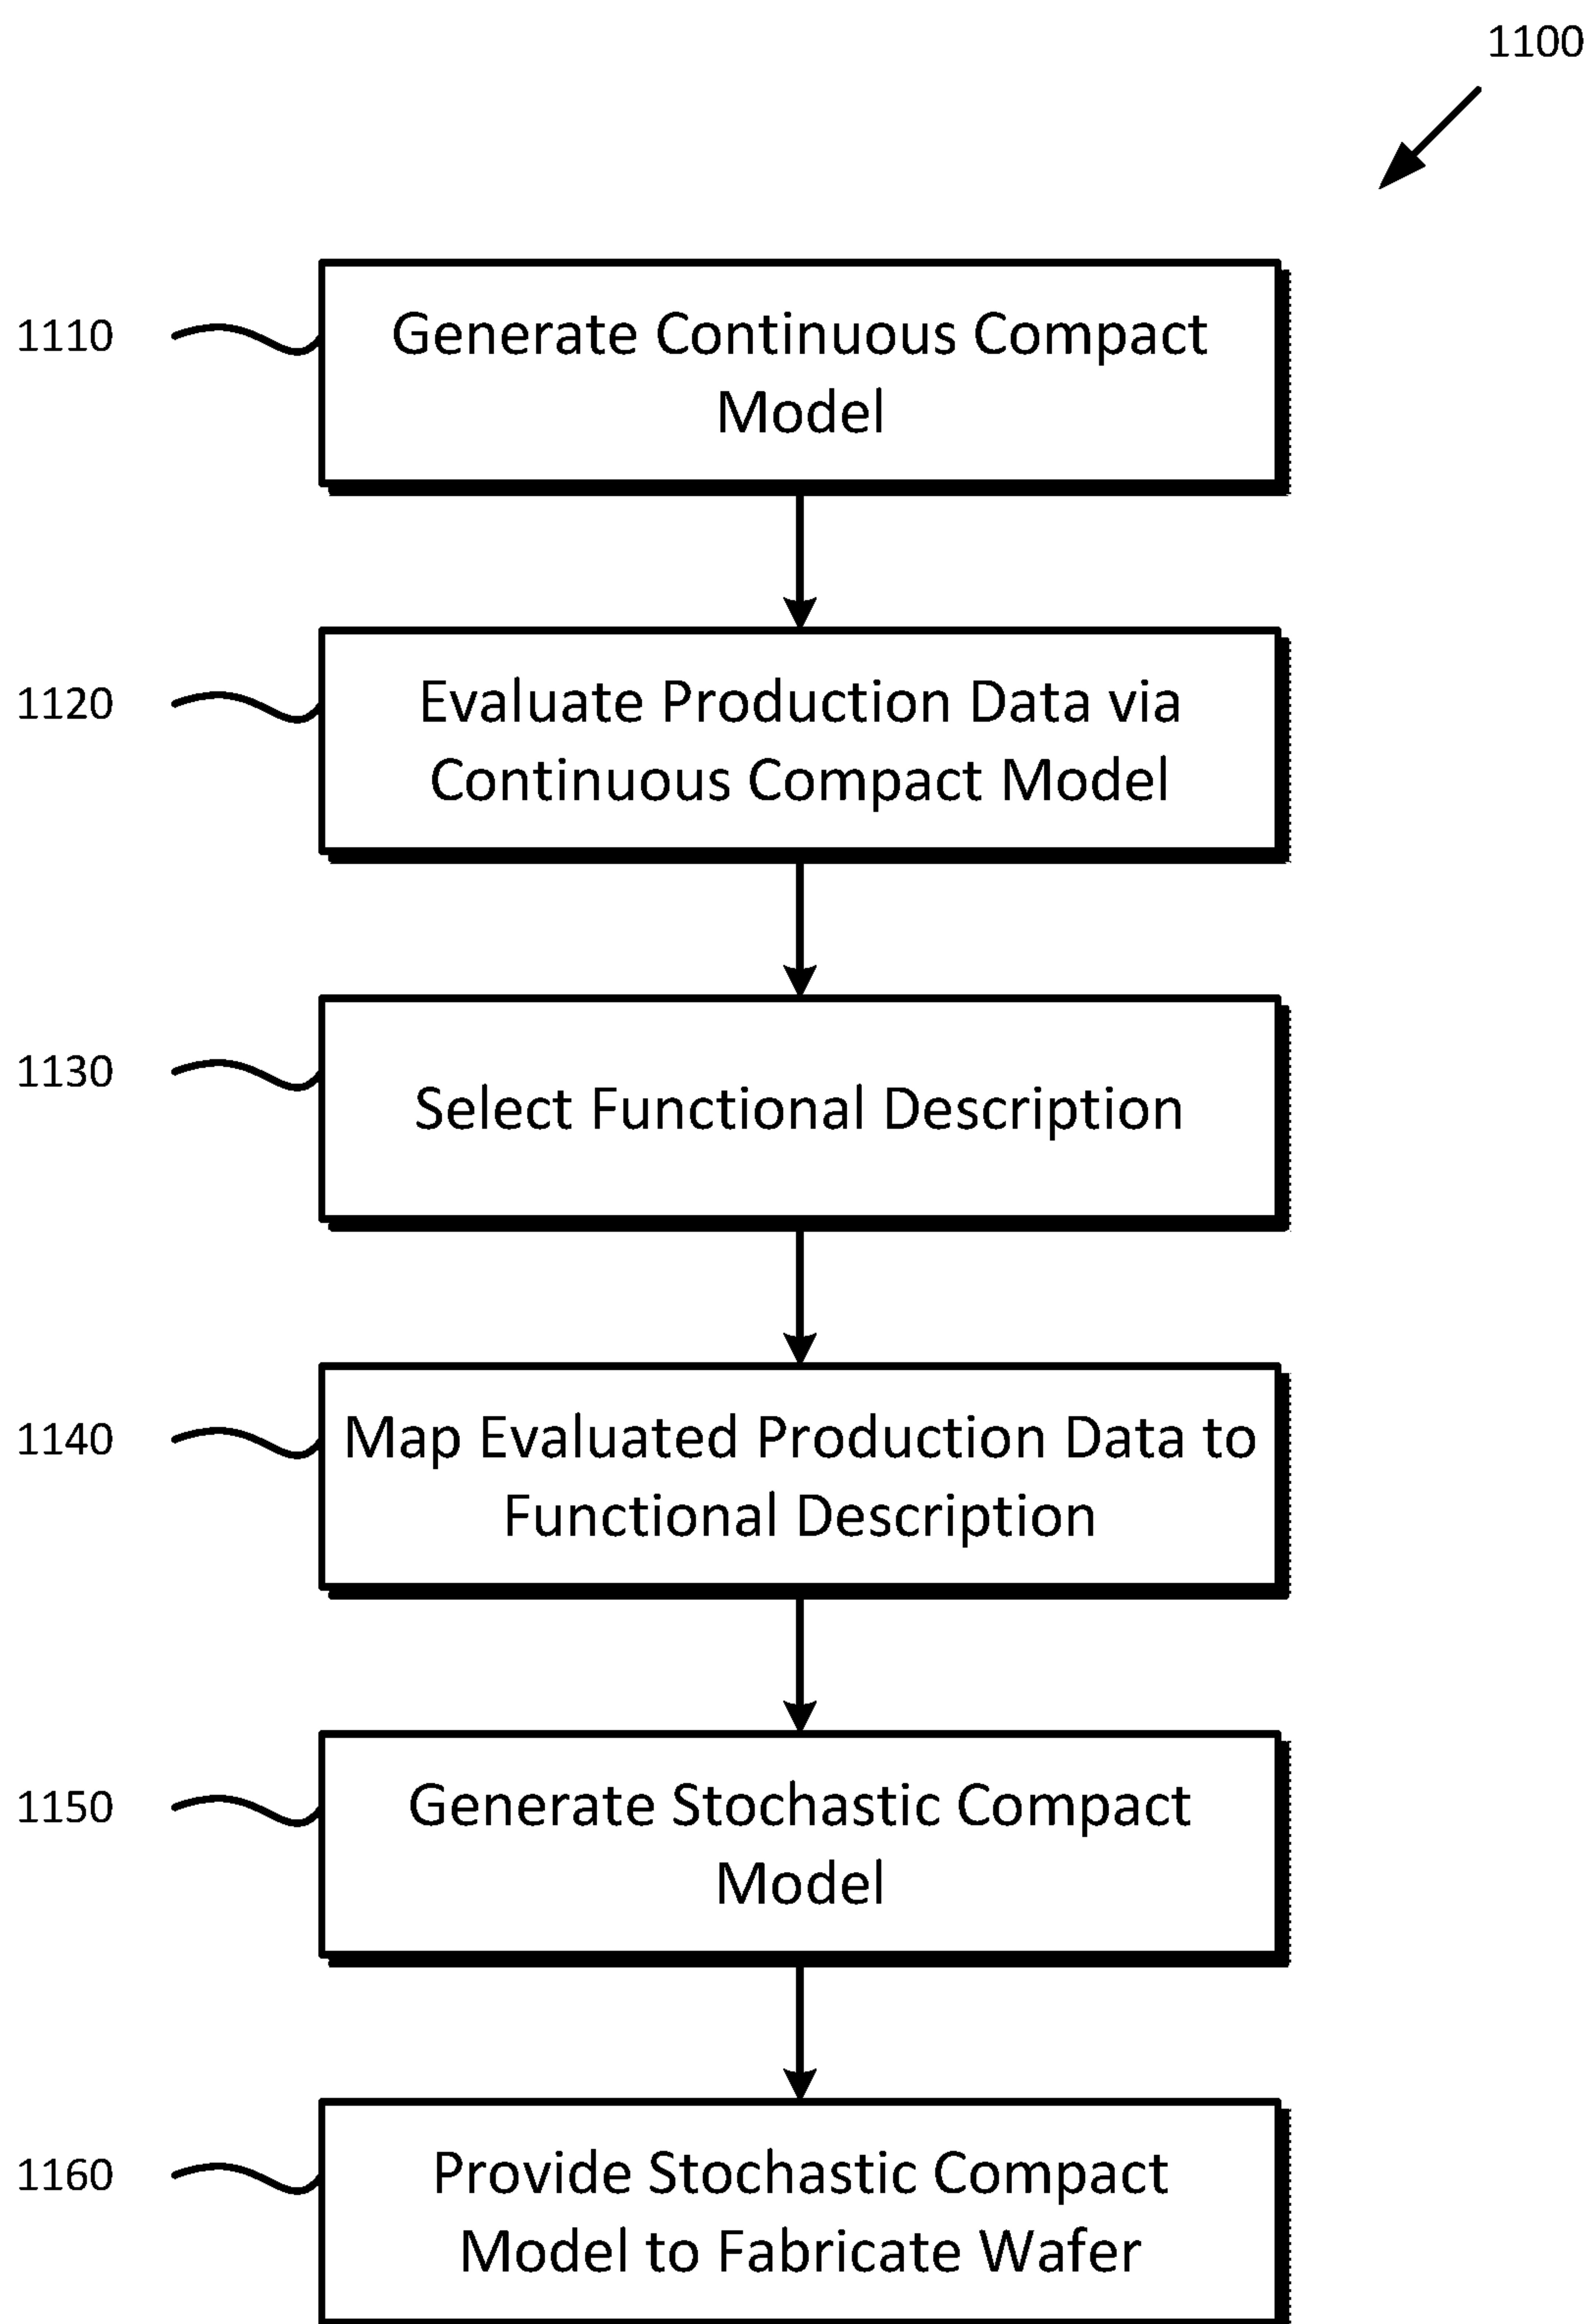 1100
1110
Generate Continuous Compact
Model
1120
Evaluate Production Data via
Continuous Compact Model
1130
Select Functional Description
1140
Map Evaluated Production Data to
Functional Description
1150
Generate Stochastic Compact
Model
1160
Provide Stochastic Compact
Model to Fabricate Wafer